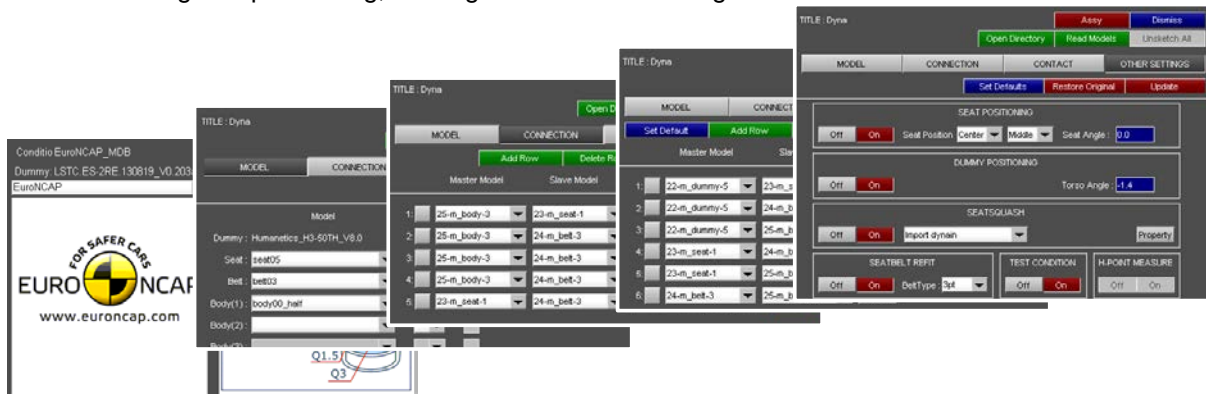 TITLE : Dyna
Assy Dismiss
Open Directory Read Models Unsketch All
MODEL CONNECTION CONTACT OTHER SETTINGS
Set Defaults Restore Original Update
SEAT POSITIONING
Off On Seat Position Center Middle Seat Angle : 0.0
DUMMY POSITIONING
Off On Torso Angle : -1.4
SEATSQUASH
Off On Import dynain Property
SEATBELT REFIT TEST CONDITION H-POINT MEASURE
Off On BeltType : 3pt Off On Off On
TITLE : Dyna
MODEL
Set Default Add Row
Master Model
1: 22-m_dummy-5
2: 22-m_dummy-5
3: 22-m_dummy-5
4: 23-m_seat-1
5: 23-m_seat-1
6: 24-m_belt-3
TITLE : Dyna
MODEL CONNECTION
Add Row
Master Model Slave Model
1: 25-m_body-3 23-m_seat-1
2: 25-m_body-3 24-m_belt-3
3: 25-m_body-3 24-m_belt-3
4: 25-m_body-3 24-m_belt-3
5: 23-m_seat-1 24-m_belt-3
TITLE : Dyna
MODEL CONNECTION
Model
Dummy : Humanetics_H3-50TH_V8.0
Seat : seat05
Belt : belt03
Body(1) : body00_half
Body(2) :
Conditio EuroNCAP_MDB
Dummy: LSTC.ES-2RE.130819_V0.203
EuroNCAP
FOR SAFER CARS
EURO NCAP
www.euroncap.com
Q1.5
Q3